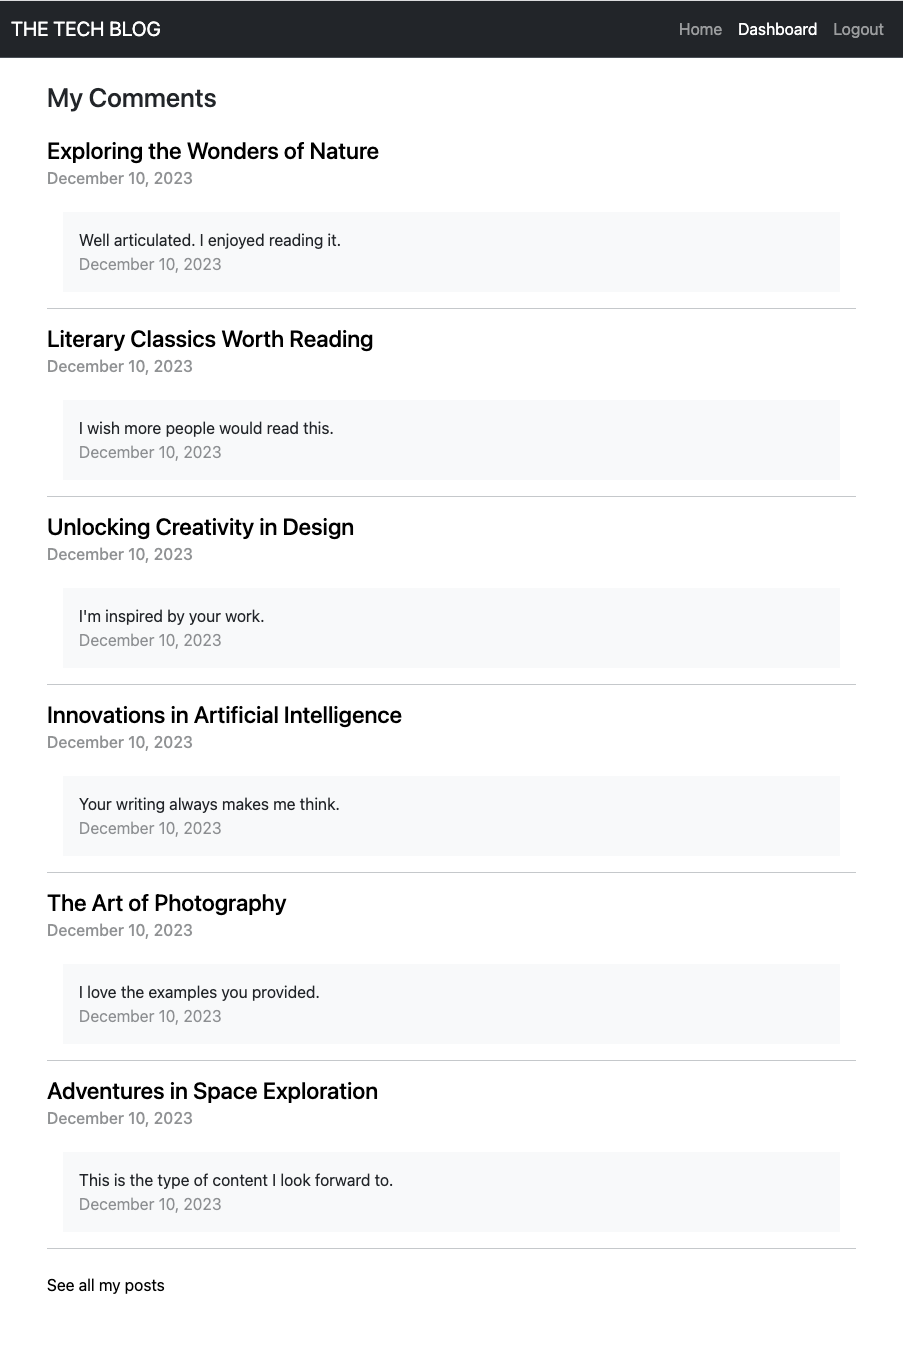 THE TECH BLOG
Home Dashboard Logout
My Comments
Exploring the Wonders of Nature
December 10, 2023
Well articulated. I enjoyed reading it.
December 10, 2023
Literary Classics Worth Reading
December 10, 2023
I wish more people would read this.
December 10, 2023
Unlocking Creativity in Design
December 10, 2023
I'm inspired by your work.
December 10, 2023
Innovations in Artificial Intelligence
December 10, 2023
Your writing always makes me think.
December 10, 2023
The Art of Photography
December 10, 2023
I love the examples you provided.
December 10, 2023
Adventures in Space Exploration
December 10, 2023
This is the type of content I look forward to.
December 10, 2023
See all my posts